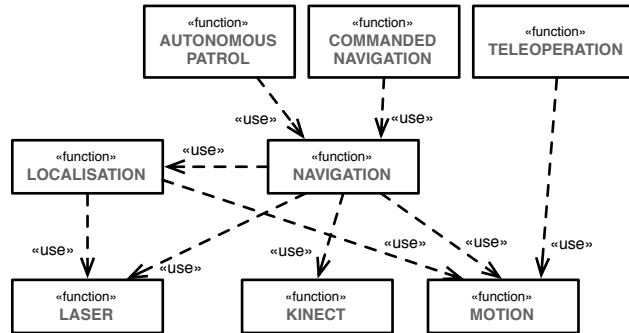 «function»
AUTONOMOUS
PATROL
«function»
COMMANDED
NAVIGATION
«function»
TELEOPERATION
«use»
«use»
«function»
LOCALISATION
«use»
«function»
NAVIGATION
«use»
«use»
«use»
«use»
«use»
«use»
«function»
LASER
«function»
KINECT
«function»
MOTION